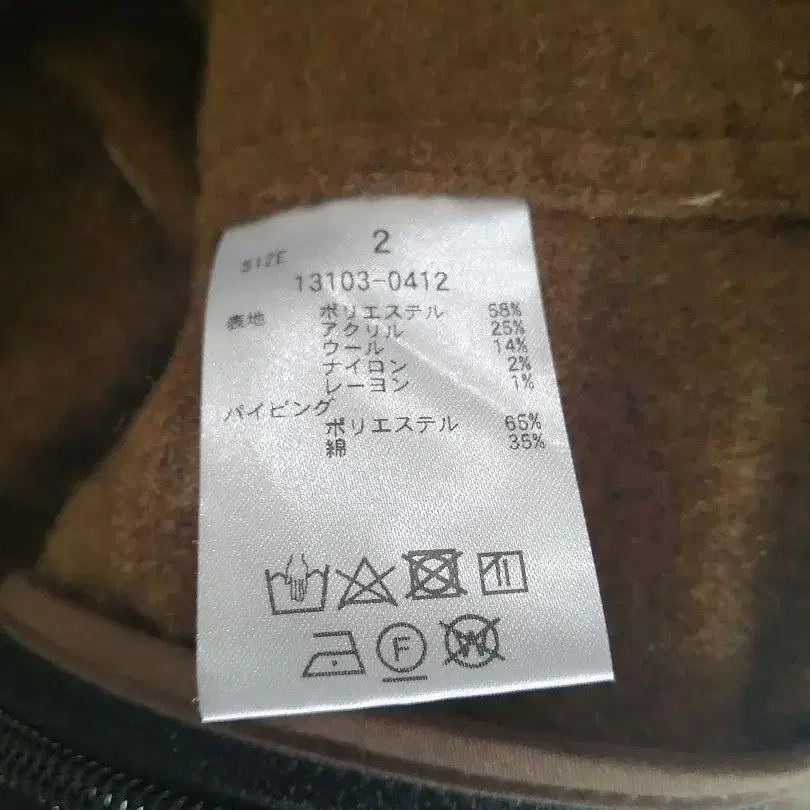 SIZE 2
13103-0412
表地 ポリエステル 58%
アクリル 25%
ウール 14%
ナイロン 2%
レーヨン 1%
パイピング
ポリエステル 65%
綿 35%
F W